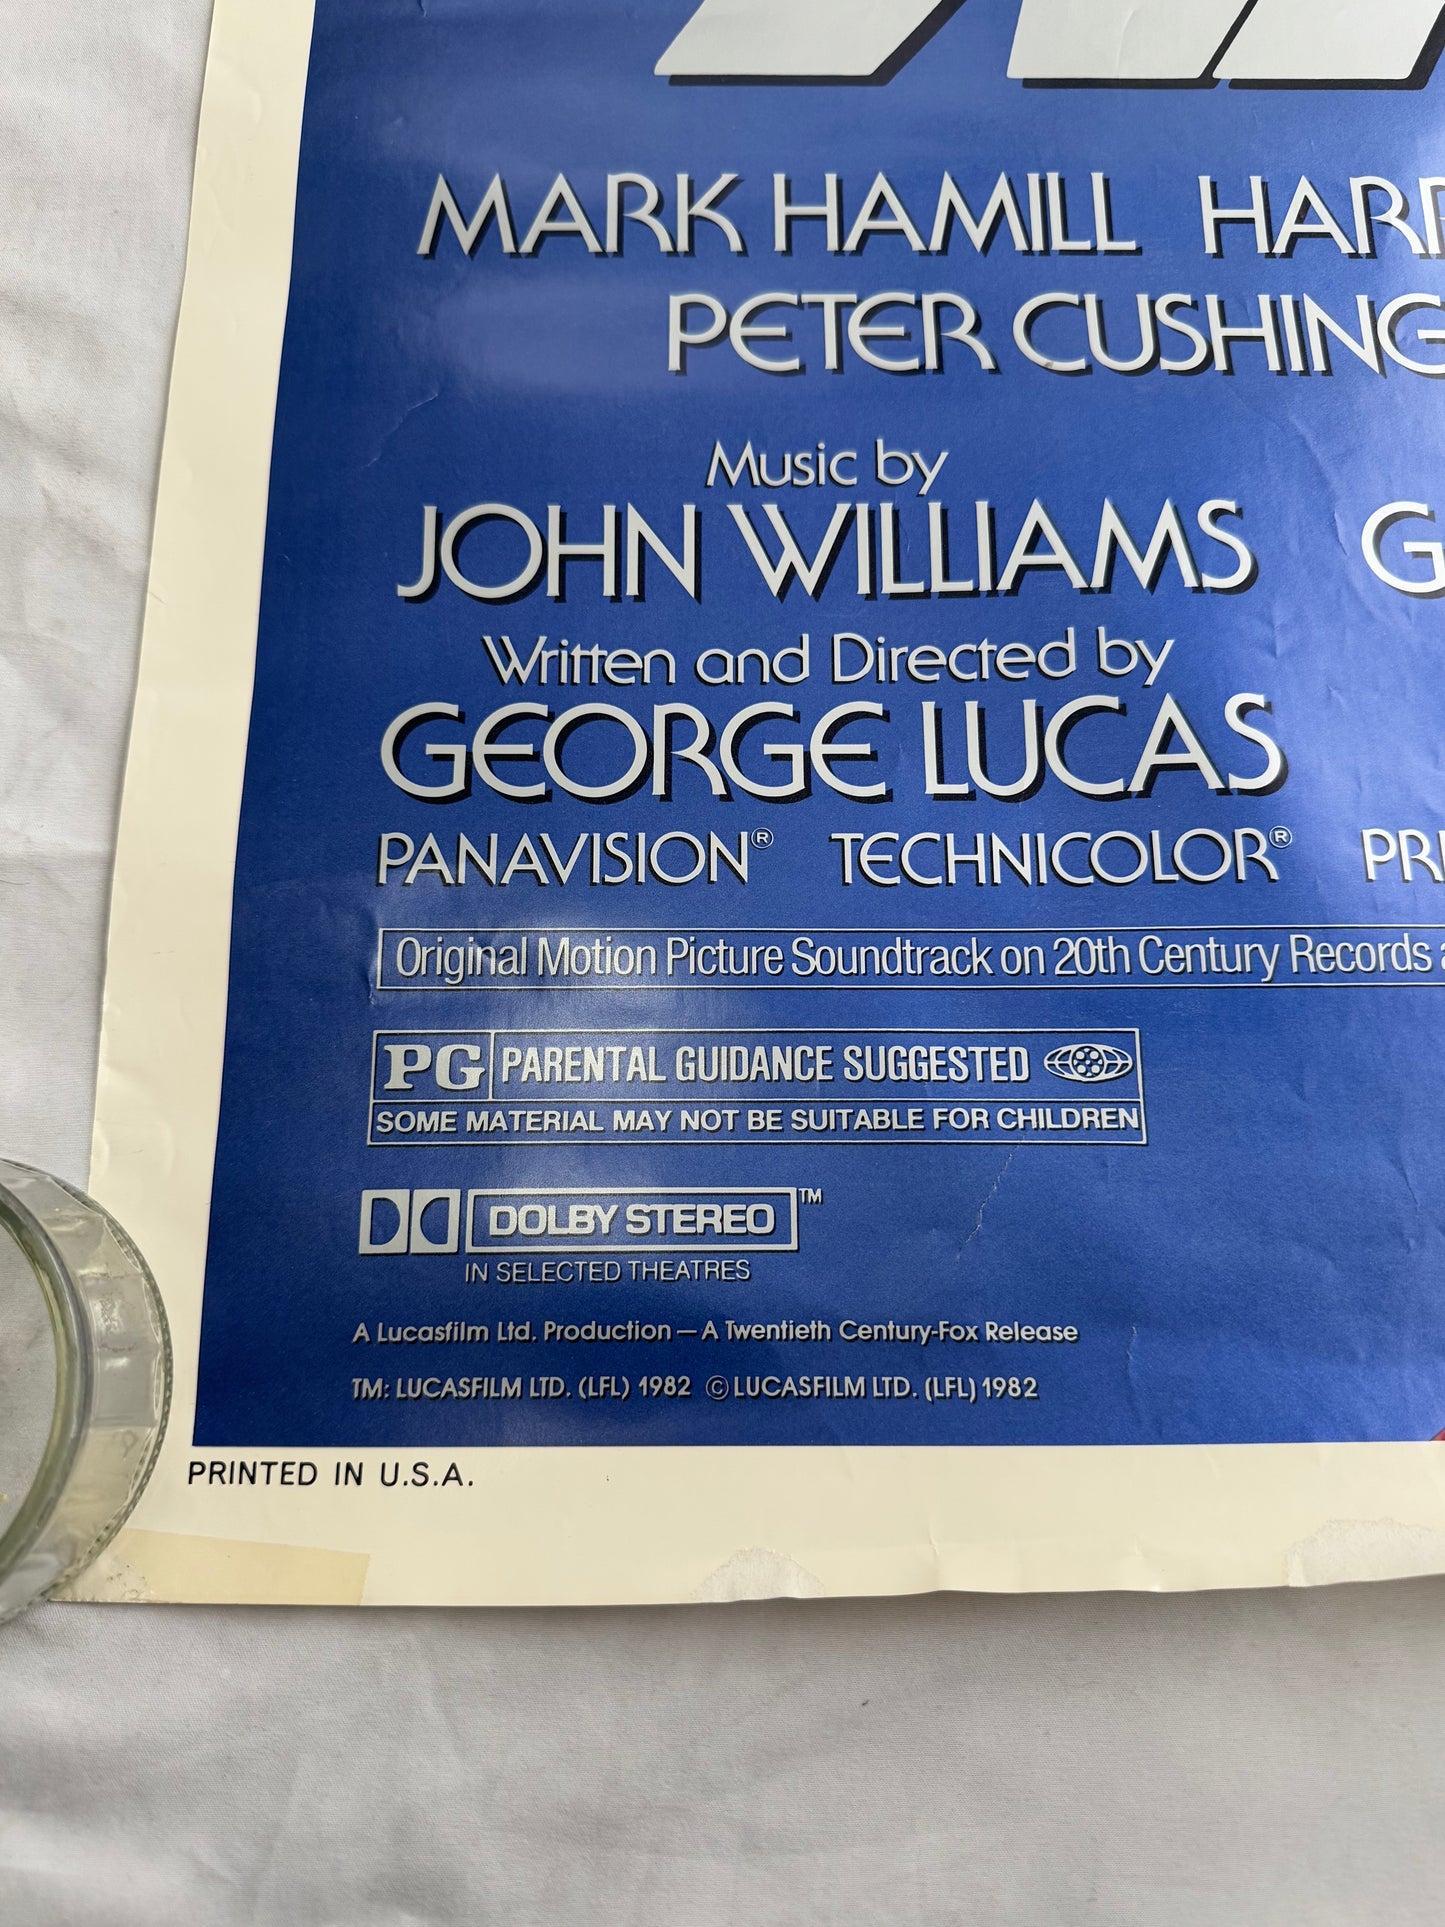 MARK HAMILL HARR
PETER CUSHING
Music by
JOHN WILLIAMS G
Written and Directed by
GEORGE LUCAS
PANAVISION® TECHNICOLOR® PRI
Original Motion Picture Soundtrack on 20th Century Records a
PG PARENTAL GUIDANCE SUGGESTED
SOME MATERIAL MAY NOT BE SUITABLE FOR CHILDREN
DOLBY STEREO™
IN SELECTED THEATRES
A Lucasfilm Ltd. Production — A Twentieth Century-Fox Release
TM: LUCASFILM LTD. (LFL) 1982 © LUCASFILM LTD. (LFL) 1982
PRINTED IN U.S.A.